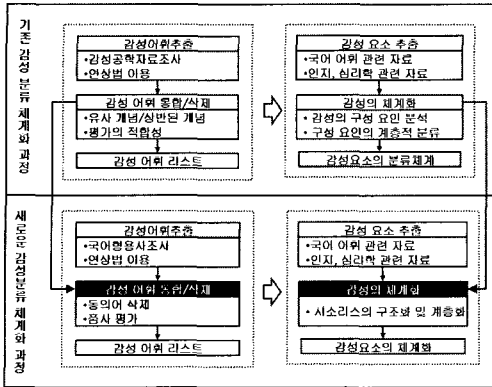 기존 감성 분류 체계화 과정
감성어휘추출
•감성공학자료조사
•연상법 이용
감성 어휘 통합/삭제
•유사 개념/상반된 개념
•평가의 적합성
감성 어휘 리스트
감성 요소 추출
•국어 어휘 관련 자료
•인지, 심리학 관련 자료
감성의 체계화
•감성의 구성 요인 분석
•구성 요인의 계층적 분류
감성요소의 분류체계
새로운 감성분류 체계화 과정
감성어휘추출
•국어형용사조사
•연상법 이용
감성 어휘 통합/삭제
•동의어 삭제
•음사 평가
감성 어휘 리스트
감성 요소 추출
•국어 어휘 관련 자료
•인지, 심리학 관련 자료
감성의 체계화
•시소러스의 구조화 및 계층화
감성요소의 체계화